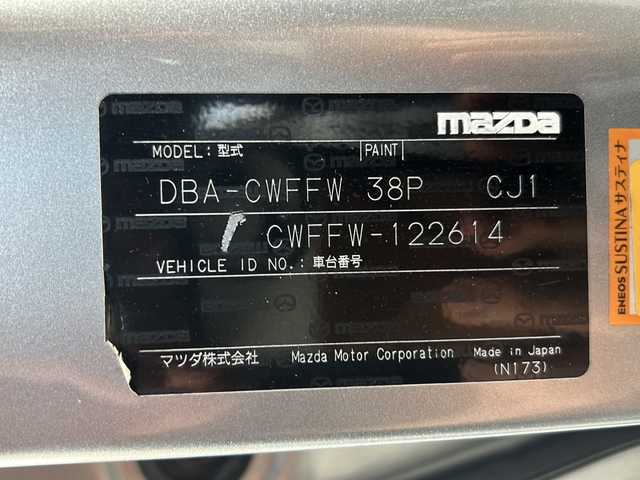 mazda
MODEL: 型式 PAINT
DBA-CWFFW 38P CJ1
CWFFW-122614
VEHICLE ID NO.: 車台番号
マツダ株式会社 Mazda Motor Corporation Made in Japan
(N173)
ENEOS SUSTINA サスティナ